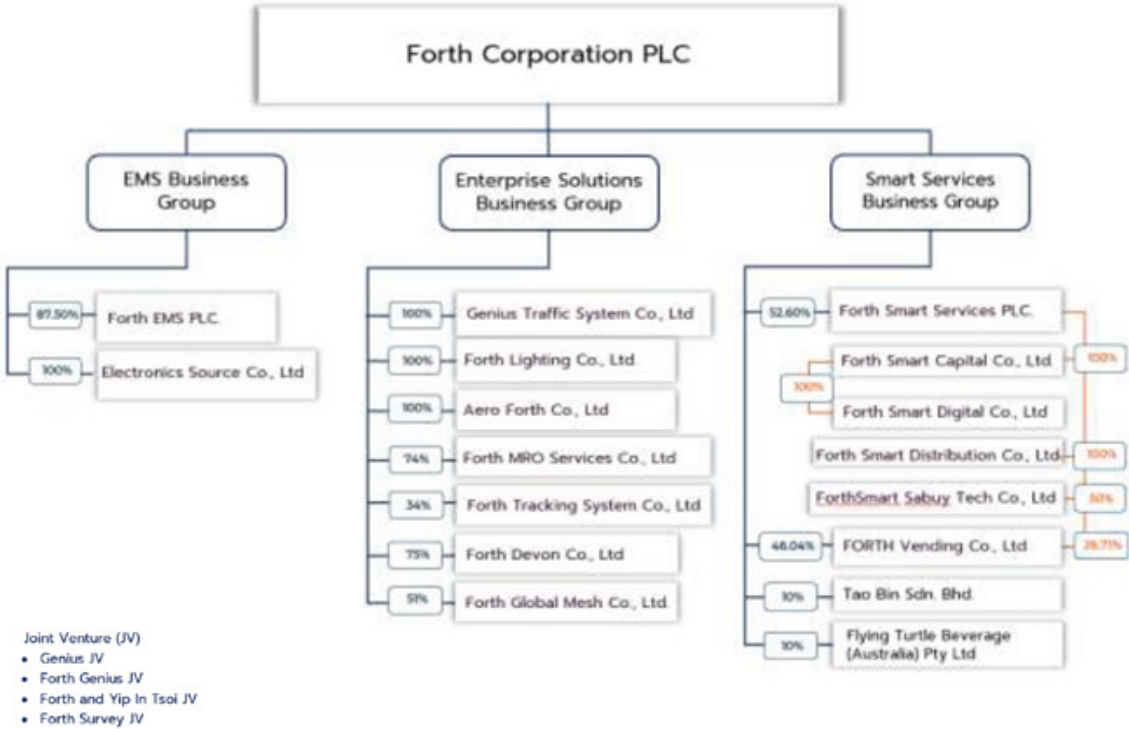 Forth Corporation PLC
EMS Business
Group
87.50%
Forth EMS PLC.
100%
Electronics Source Co., Ltd
Enterprise Solutions
Business Group
100%
Genius Traffic System Co., Ltd
100%
Forth Lighting Co., Ltd.
100%
Aero Forth Co., Ltd
74%
Forth MRO Services Co., Ltd
34%
Forth Tracking System Co., Ltd
75%
Forth Devon Co., Ltd
51%
Forth Global Mesh Co., Ltd.
Smart Services
Business Group
52.60%
Forth Smart Services PLC.
Forth Smart Capital Co., Ltd.
100%
100%
Forth Smart Digital Co., Ltd
Forth Smart Distribution Co., Ltd.
100%
ForthSmart Sabuy Tech Co., Ltd
50%
46.04%
FORTH Vending Co., Ltd
26.71%
10%
Tao Bin Sdn. Bhd.
10%
Flying Turtle Beverage
(Australia) Pty Ltd
Joint Venture (JV)
• Genius JV
• Forth Genius JV
• Forth and Yip In Tsoi JV
• Forth Survey JV